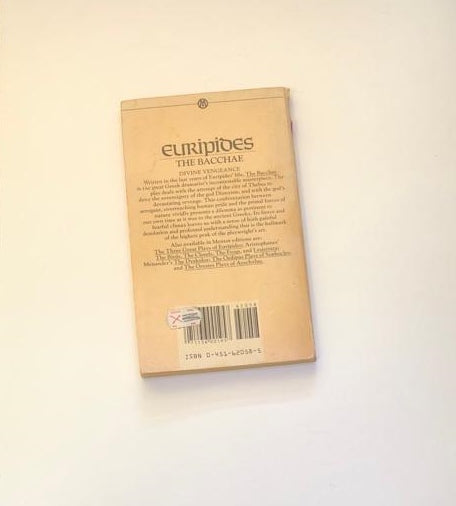 EURIPIDES
THE BACCHAE
DIVINE VENGEANCE
Written in the last years of Euripides' life, The Bacchae
is the great Greek dramatist's incomparable masterpiece. The
play deals with the attempt of the city of Thebes to
deny the sovereignty of the god Dionysus, and with the god's
devastating revenge. This confrontation between
arrogant, overreaching human pride and the primal forces of
nature vividly presents a dilemma as pertinent to
our own time as it was to the ancient Greeks. Its fierce and
fearful climax leaves us with a sense of both painful
desolation and profound understanding that is the hallmark
of the highest peak of the playwright's art.
Also available in Mentor editions are:
The Three Great Plays of Euripides; Aristophanes'
The Birds, The Clouds, The Frogs, and Lysistrata;
Menander's The Dyskolos; The Oedipus Plays of Sophocles;
and The Orestes Plays of Aeschylus.
ISBN 0-451-62058-5